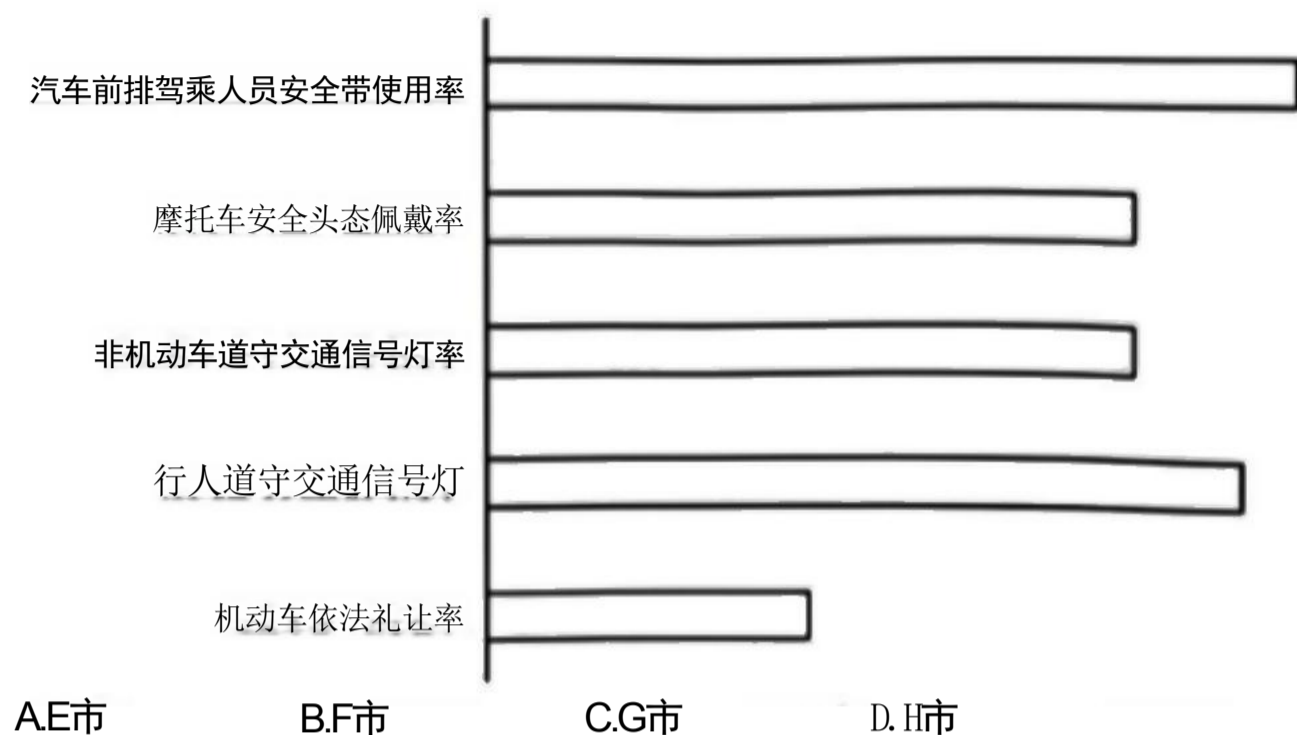 汽车前排驾乘人员安全带使用率
摩托车安全头态佩戴率
非机动车道守交通信号灯率
行人道守交通信号灯
机动车依法礼让率
A.E市 B.F市 C.G市 D.H市